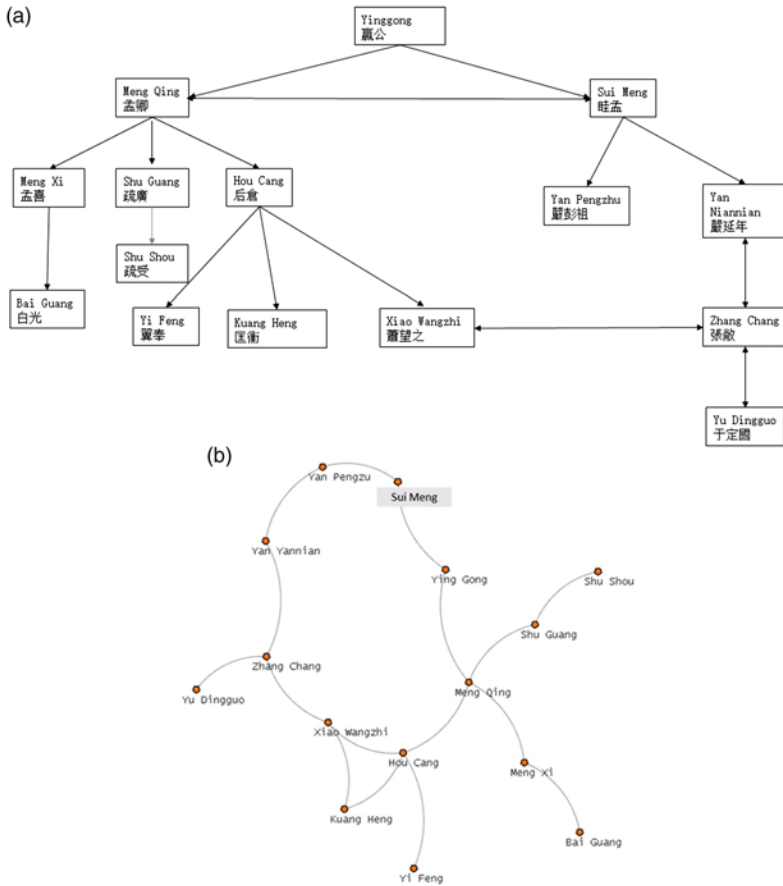 (a)
Yinggong
嬴公
Meng Qing
孟卿
Sui Meng
眭孟
Meng Xi
孟喜
Shu Guang
疏廣
Hou Cang
后倉
Yan Pengzhu
嚴彭祖
Yan
Niannian
嚴延年
Shu Shou
疏受
Bai Guang
白光
Yi Feng
翼奉
Kuang Heng
匡衡
Xiao Wangzhi
蕭望之
Zhang Chang
張敞
Yu Dingguo
于定國
(b)
Yan Pengzu
Sui Meng
Yan Yannian
Ying Gong
Shu Shou
Shu Guang
Zhang Chang
Meng Qing
Yu Dingguo
Xiao Wangzhi
Hou Cang
Meng Xi
Kuang Heng
Bai Guang
Yi Feng